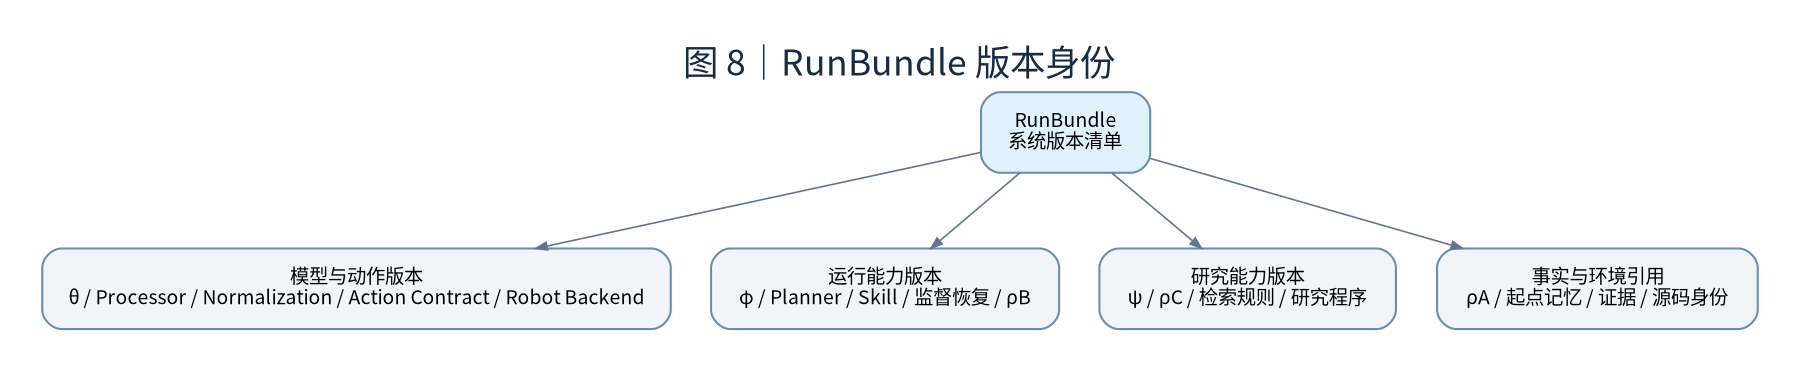 图 8｜RunBundle 版本身份
RunBundle
系统版本清单
模型与动作版本
θ / Processor / Normalization / Action Contract / Robot Backend
运行能力版本
φ / Planner / Skill / 监督恢复 / ρB
研究能力版本
ψ / ρC / 检索规则 / 研究程序
事实与环境引用
ρA / 起点记忆 / 证据 / 源码身份